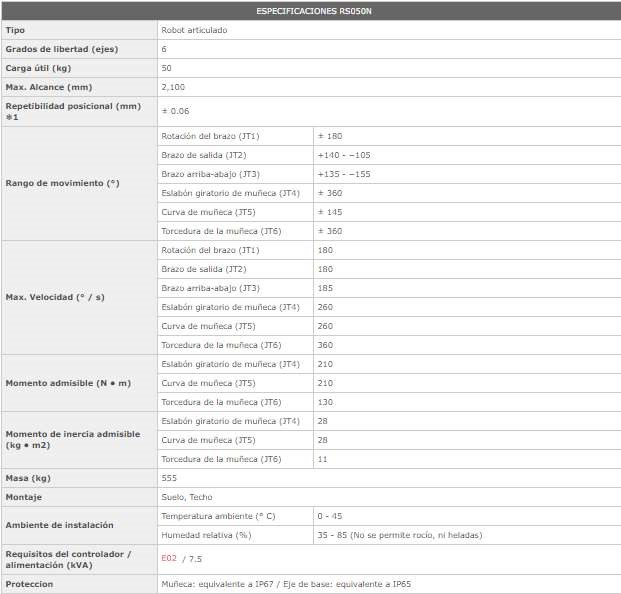 ESPECIFICACIONES RS050N
Tipo Robot articulado
Grados de libertad (ejes) 6
Carga útil (kg) 50
Max. Alcance (mm) 2,100
Repetibilidad posicional (mm)
✻1 ± 0.06
Rango de movimiento (°)
Rotación del brazo (JT1) ± 180
Brazo de salida (JT2) +140 - −105
Brazo arriba-abajo (JT3) +135 - −155
Eslabón giratorio de muñeca (JT4) ± 360
Curva de muñeca (JT5) ± 145
Torcedura de la muñeca (JT6) ± 360
Max. Velocidad (° / s)
Rotación del brazo (JT1) 180
Brazo de salida (JT2) 180
Brazo arriba-abajo (JT3) 185
Eslabón giratorio de muñeca (JT4) 260
Curva de muñeca (JT5) 260
Torcedura de la muñeca (JT6) 360
Momento admisible (N • m)
Eslabón giratorio de muñeca (JT4) 210
Curva de muñeca (JT5) 210
Torcedura de la muñeca (JT6) 130
Momento de inercia admisible
(kg • m2)
Eslabón giratorio de muñeca (JT4) 28
Curva de muñeca (JT5) 28
Torcedura de la muñeca (JT6) 11
Masa (kg) 555
Montaje Suelo, Techo
Ambiente de instalación
Temperatura ambiente (° C) 0 - 45
Humedad relativa (%) 35 - 85 (No se permite rocío, ni heladas)
Requisitos del controlador /
alimentación (kVA) E02 / 7.5
Proteccion Muñeca: equivalente a IP67 / Eje de base: equivalente a IP65